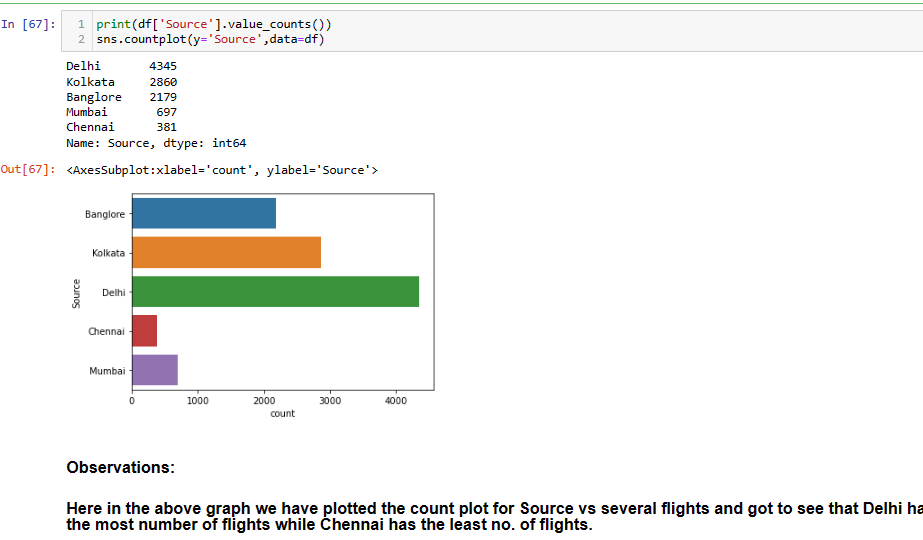 In [67]:
1 print(df['Source'].value_counts())
2 sns.countplot(y='Source',data=df)
Delhi 4345
Kolkata 2860
Banglore 2179
Mumbai 697
Chennai 381
Name: Source, dtype: int64
Out[67]: <AxesSubplot:xlabel='count', ylabel='Source'>
Source
Banglore
Kolkata
Delhi
Chennai
Mumbai
0 1000 2000 3000 4000
count
Observations:
Here in the above graph we have plotted the count plot for Source vs several flights and got to see that Delhi
the most number of flights while Chennai has the least no. of flights.